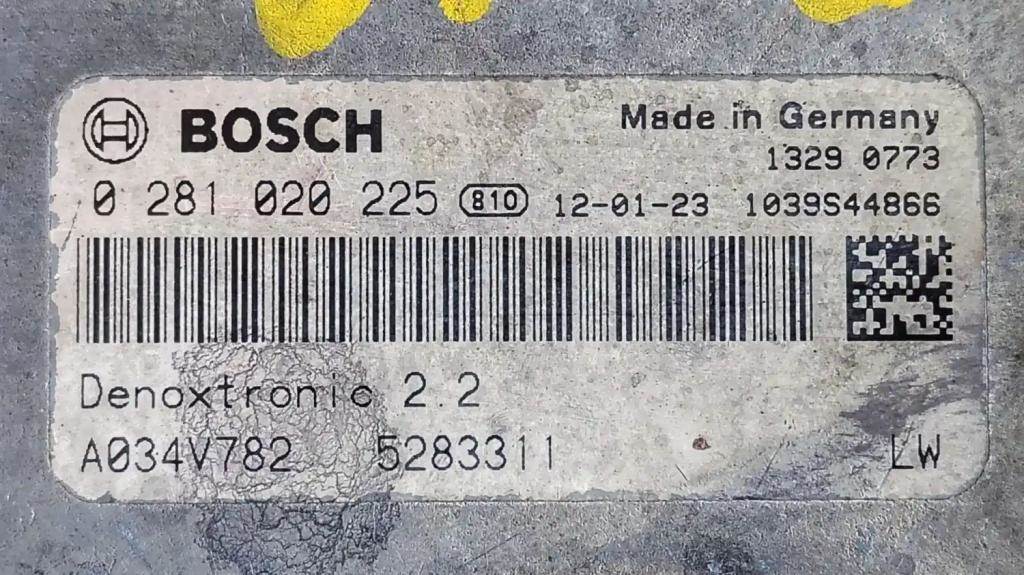 BOSCH Made in Germany
1329 0773
0 281 020 225 810 12-01-23 1039S44866
Denoxtronic 2.2
A034V782 5283311 LW